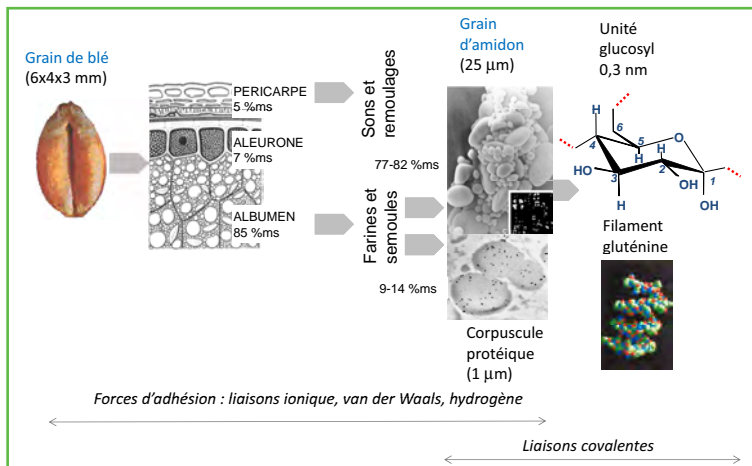 Grain de blé
(6x4x3 mm)
PERICARPE
5 %ms
ALEURONE
7 %ms
ALBUMEN
85 %ms
Sons et
remoulages
Farines et
semoules
77-82 %ms
9-14 %ms
Grain
d’amidon
(25 µm)
Corpuscule
protéique
(1 µm)
Unité
glucosyl
0,3 nm
H
6
4
5
O
H
H
HO
3
2
1
OH
H
OH
Filament
gluténine
Forces d’adhésion : liaisons ionique, van der Waals, hydrogène
Liaisons covalentes